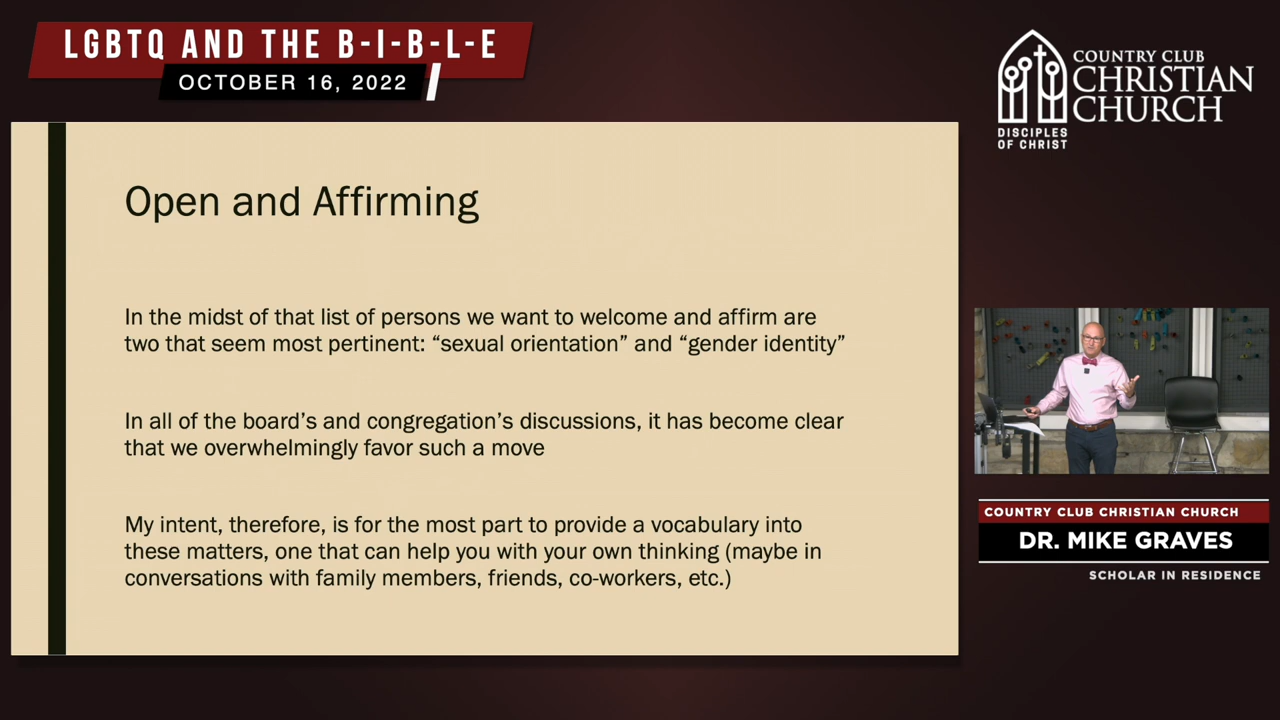 LGBTQ AND THE B-I-B-L-E
OCTOBER 16, 2022
COUNTRY CLUB
CHRISTIAN
CHURCH
DISCIPLES
OF CHRIST
Open and Affirming
In the midst of that list of persons we want to welcome and affirm are
two that seem most pertinent: “sexual orientation” and “gender identity”
In all of the board’s and congregation’s discussions, it has become clear
that we overwhelmingly favor such a move
My intent, therefore, is for the most part to provide a vocabulary into
these matters, one that can help you with your own thinking (maybe in
conversations with family members, friends, co-workers, etc.)
COUNTRY CLUB CHRISTIAN CHURCH
DR. MIKE GRAVES
SCHOLAR IN RESIDENCE